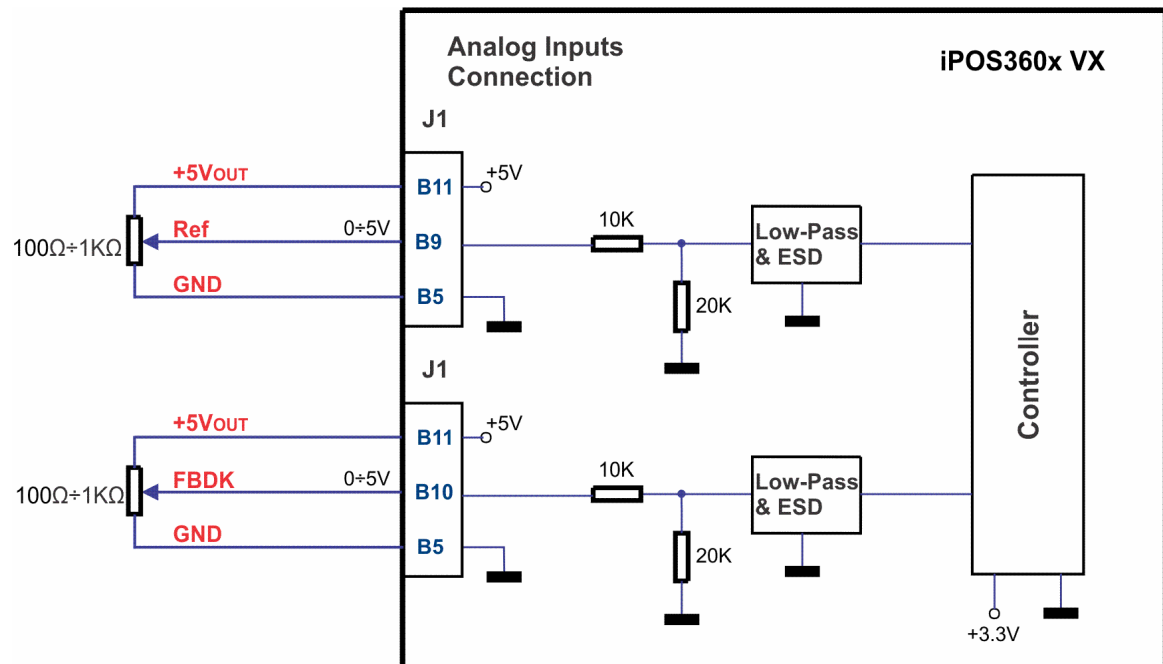 Analog Inputs
Connection
iPOS360x VX
J1
+5VOUT
B11
+5V
100Ω÷1KΩ
Ref
0÷5V
B9
10K
Low-Pass
& ESD
GND
B5
20K
Controller
J1
+5VOUT
B11
+5V
100Ω÷1KΩ
FBDK
0÷5V
B10
10K
Low-Pass
& ESD
GND
B5
20K
+3.3V